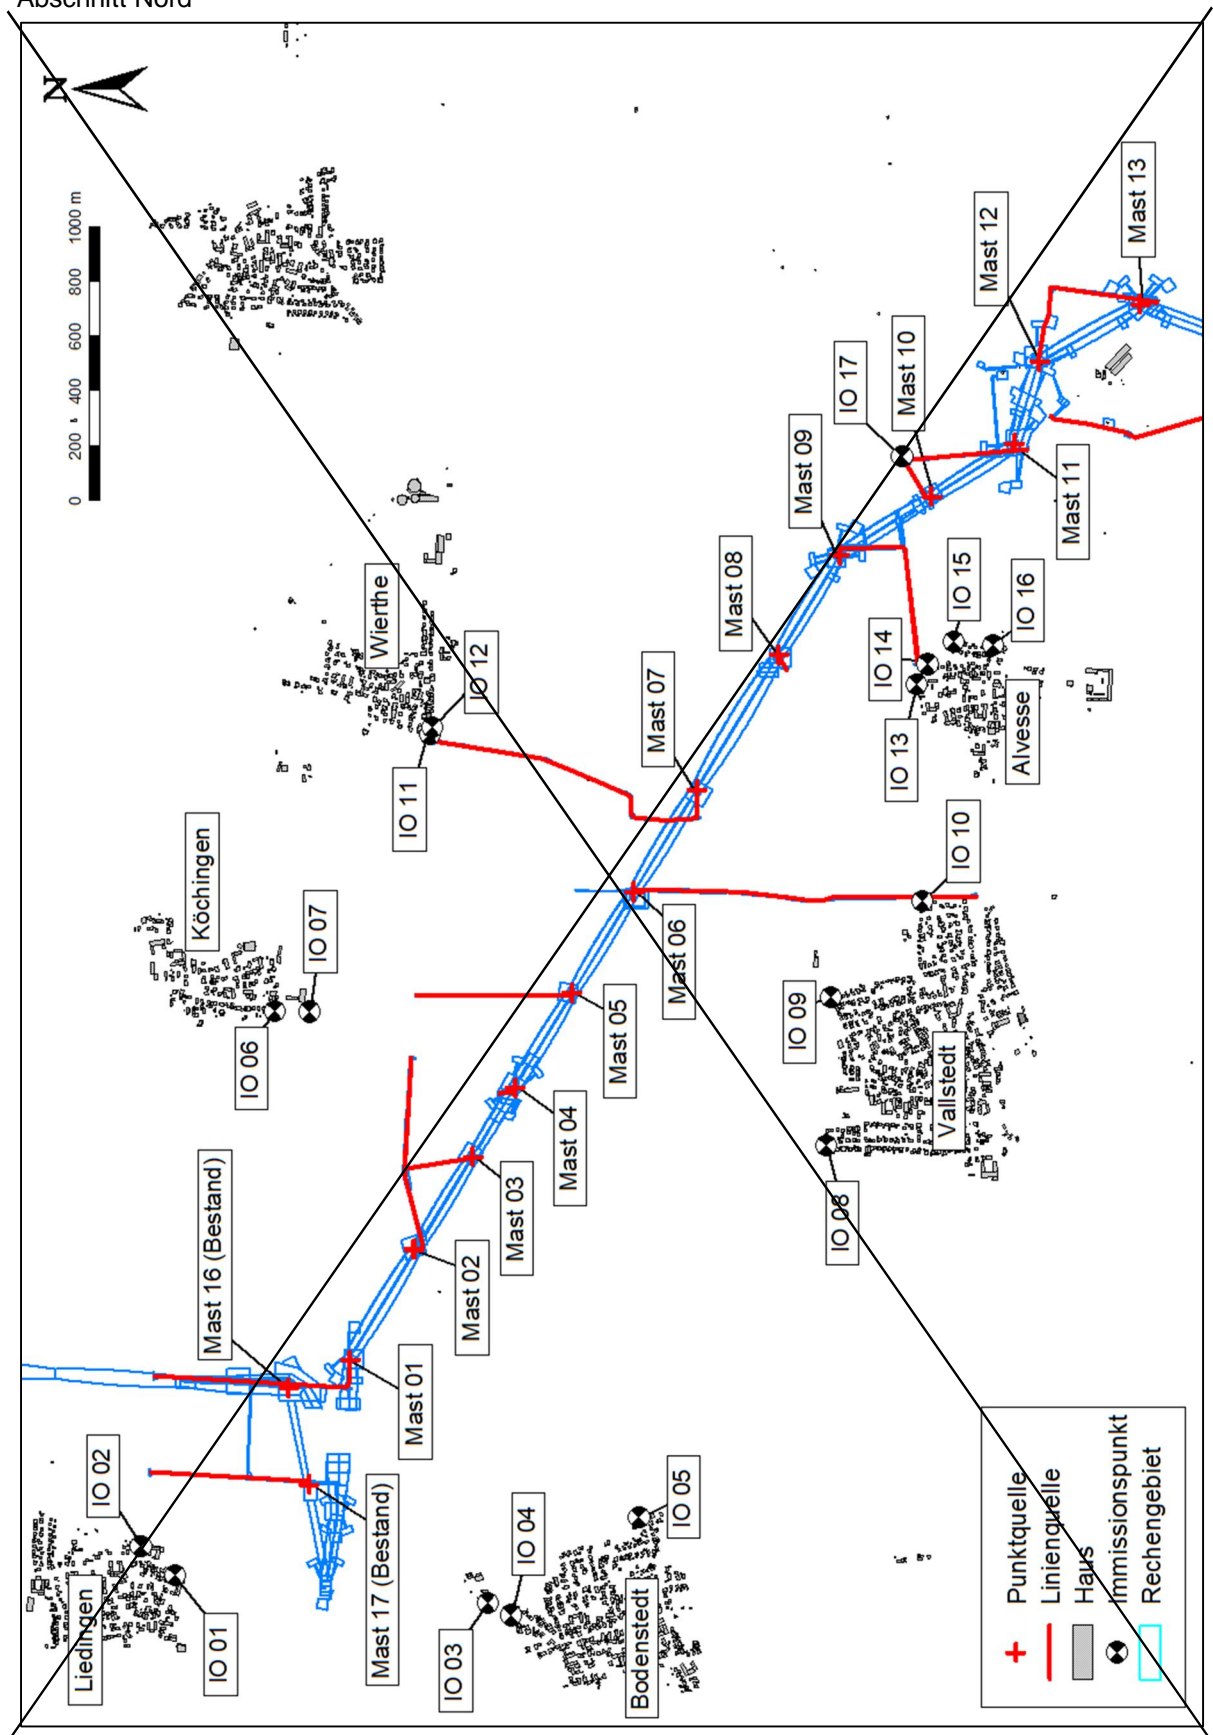 Abschnitt Nord
N
0 200 400 600 800 1000 m
Liedingen
IO 01
IO 02
Mast 17 (Bestand)
Mast 16 (Bestand)
Mast 01
IO 03
IO 04
Bodenstedt
IO 05
Mast 02
Mast 03
Mast 04
Mast 05
Köchingen
IO 06
IO 07
Mast 06
Mast 07
Wierthe
IO 11
IO 12
IO 08
IO 09
Vallstedt
IO 10
Mast 08
Mast 09
IO 17
Mast 10
IO 13
IO 14
IO 15
IO 16
Alvesse
Mast 11
Mast 12
Mast 13
Punktquelle
Linienquelle
Haus
Immissionspunkt
Rechengebiet